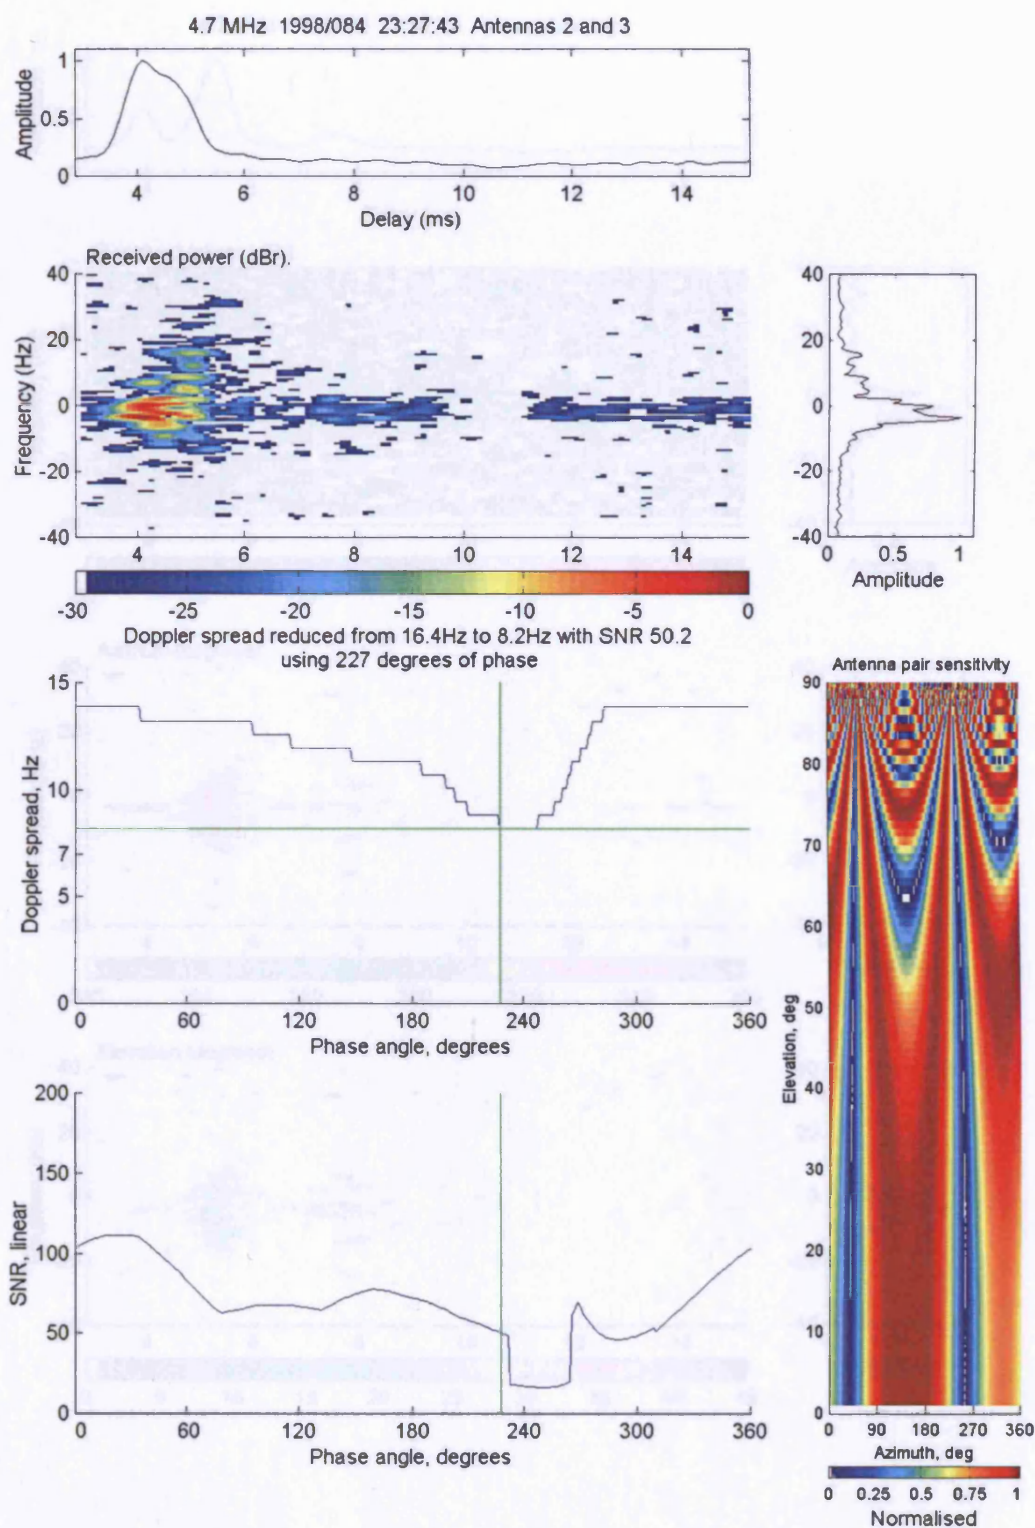 4.7 MHz 1998/084 23:27:43 Antennas 2 and 3
Amplitude
1
0.5
0
4 6 8 10 12 14
Delay (ms)
Received power (dBr).
Frequency (Hz)
40
20
0
-20
-40
4 6 8 10 12 14
-30 -25 -20 -15 -10 -5 0
40
20
0
-20
-40
0 0.5 1
Amplitude
Doppler spread reduced from 16.4Hz to 8.2Hz with SNR 50.2
using 227 degrees of phase
Doppler spread, Hz
15
10
7
5
0
0 60 120 180 240 300 360
Phase angle, degrees
SNR, linear
200
150
100
50
0
0 60 120 180 240 300 360
Phase angle, degrees
Antenna pair sensitivity
Elevation, deg
90
80
70
60
50
40
30
20
10
0
0 90 180 270 360
Azimuth, deg
0 0.25 0.5 0.75 1
Normalised